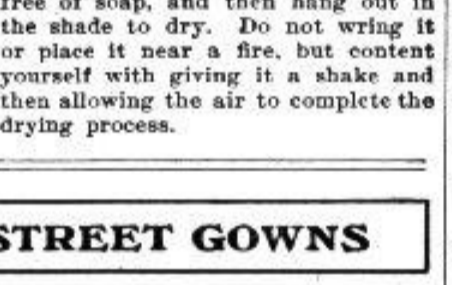 free of soap, and then hang out in
the shade to dry. Do not wring it
or place it near a fire, but content
yourself with giving it a shake and
then allowing the air to complete the
drying process.
STREET GOWNS